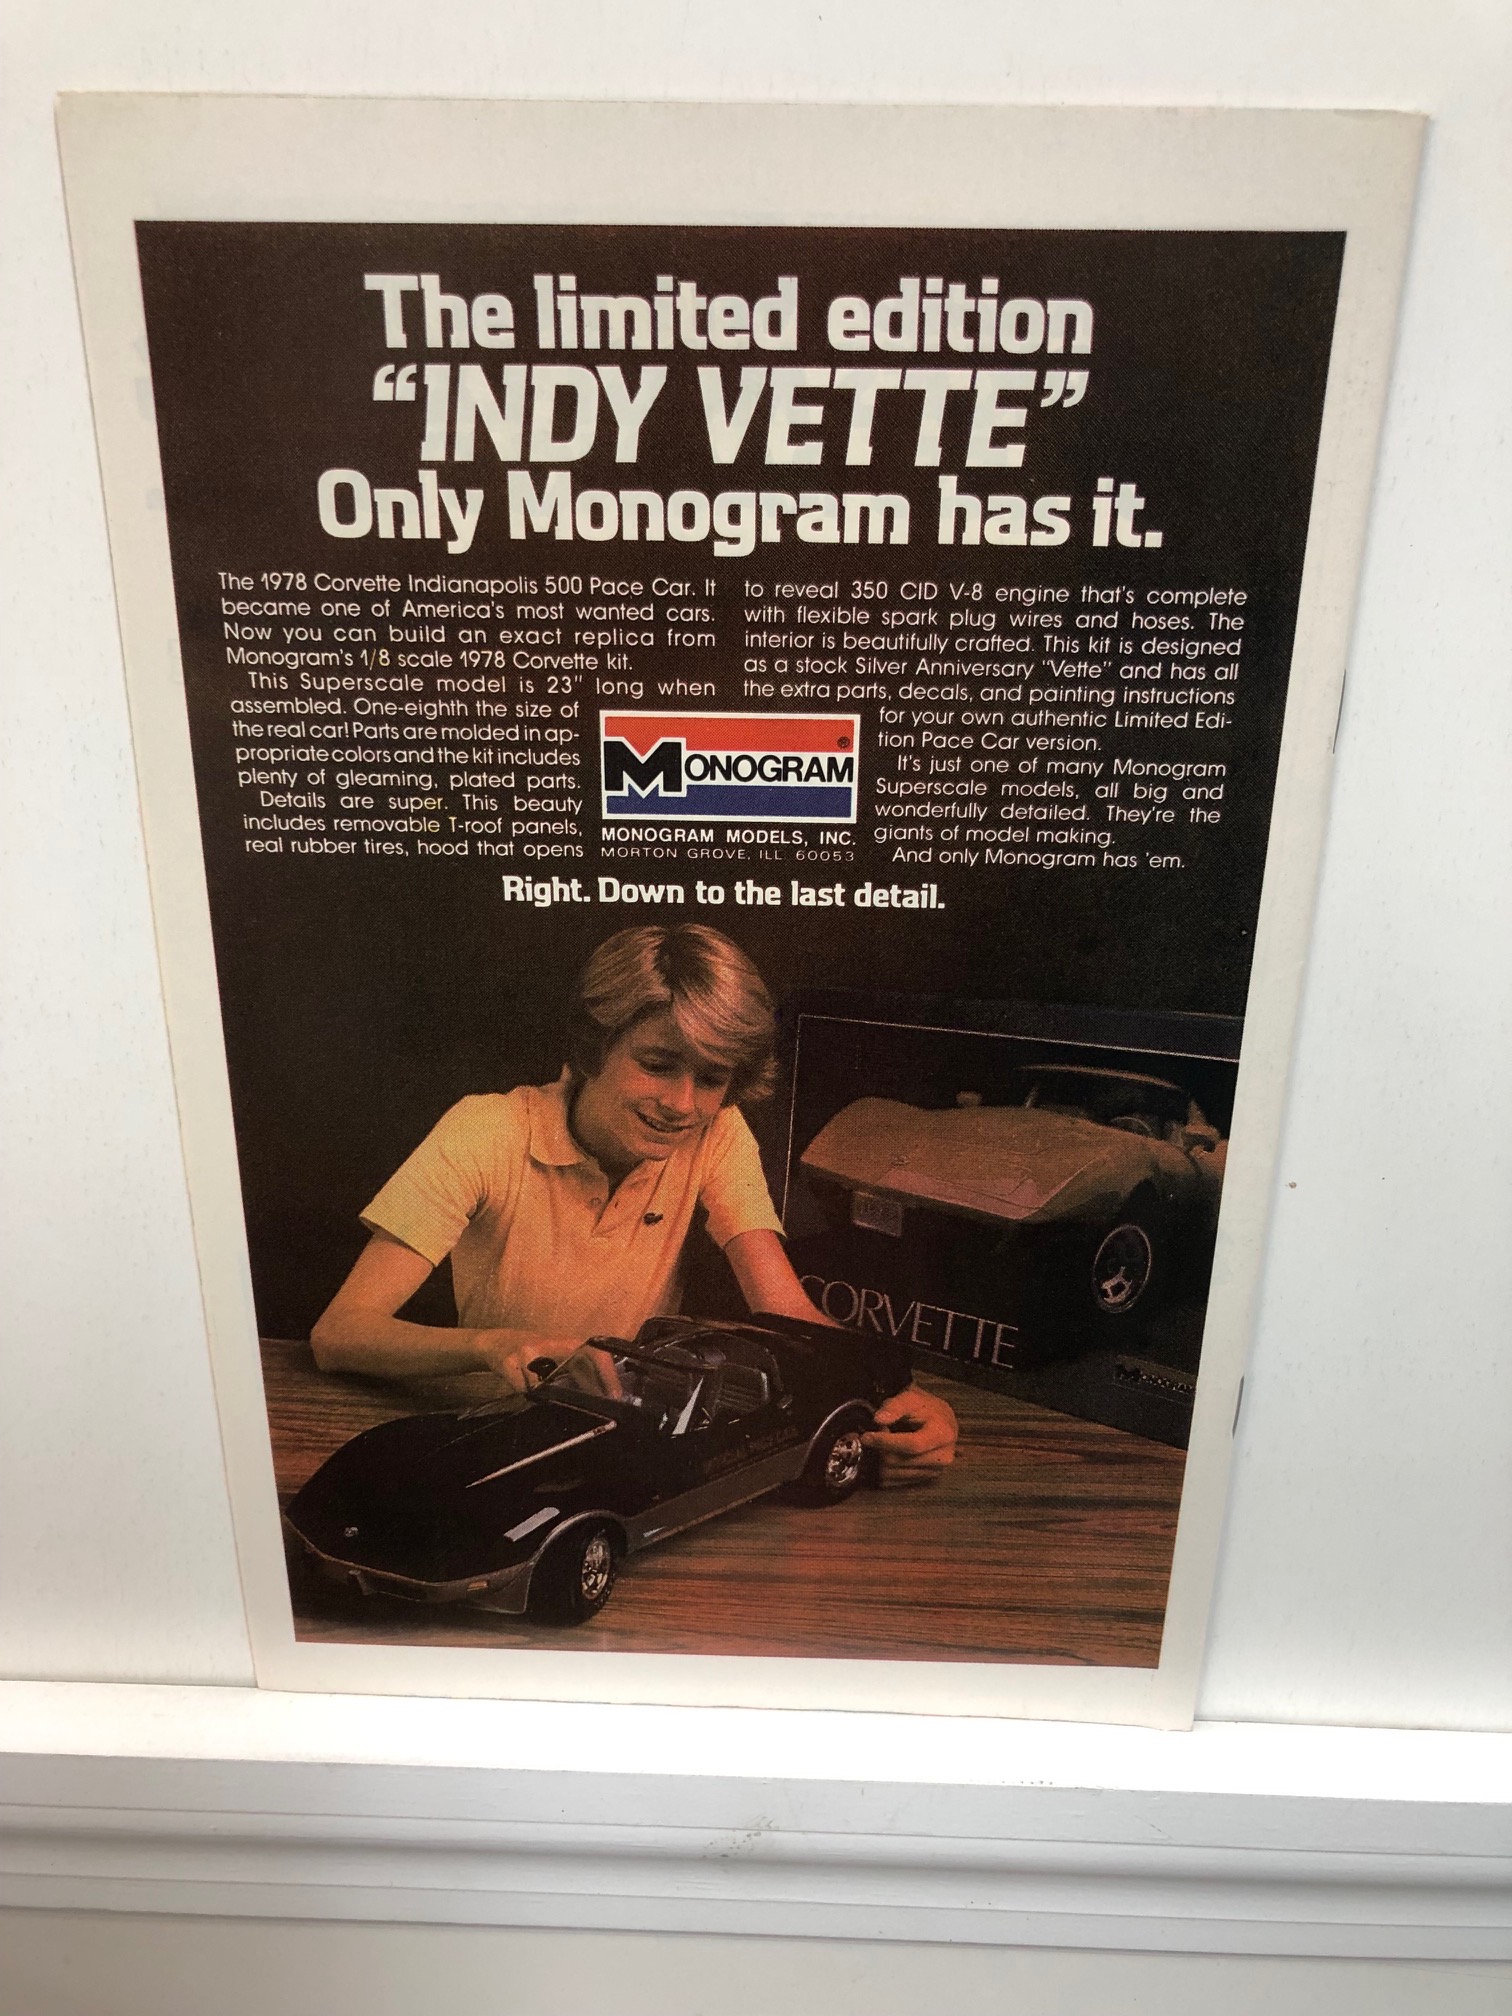 The limited edition
“INDY VETTE”
Only Monogram has it.
The 1978 Corvette Indianapolis 500 Pace Car. It
became one of America's most wanted cars.
Now you can build an exact replica from
Monogram's 1/8 scale 1978 Corvette kit.
This Superscale model is 23" long when
assembled. One-eighth the size of
the real car! Parts are molded in ap-
propriate colors and the kit includes
plenty of gleaming, plated parts.
Details are super. This beauty
includes removable T-roof panels,
real rubber tires, hood that opens
to reveal 350 CID V-8 engine that's complete
with flexible spark plug wires and hoses. The
interior is beautifully crafted. This kit is designed
as a stock Silver Anniversary "Vette" and has all
the extra parts, decals, and painting instructions
for your own authentic Limited Edi-
tion Pace Car version.
It's just one of many Monogram
Superscale models, all big and
wonderfully detailed. They're the
giants of model making.
And only Monogram has 'em.
MONOGRAM ®
MONOGRAM MODELS, INC.
MORTON GROVE, ILL. 60053
Right. Down to the last detail.
CORVETTE
MONOGRAM